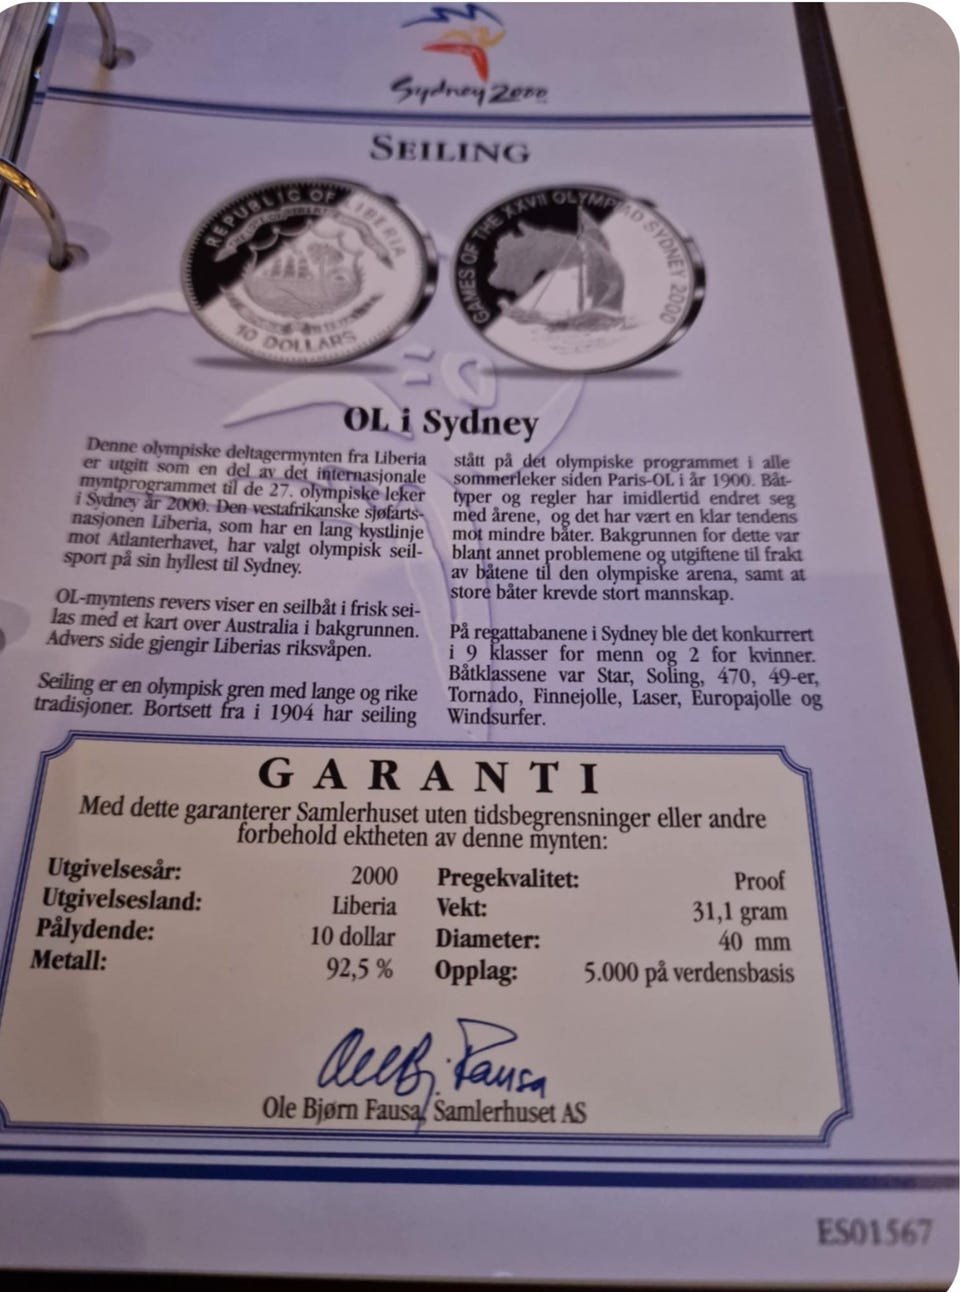 Sydney 2000
SEILING
REPUBLIC OF LIBERIA
10 DOLLARS
GAMES OF THE XXVII OLYMPIAD SYDNEY 2000
OL i Sydney
Denne olympiske deltagermynten fra Liberia
er utgitt som en del av det internasjonale
myntprogrammet til de 27. olympiske leker
i Sydney år 2000. Den vestafrikanske sjøfarts-
nasjonen Liberia, som har en lang kystlinje
mot Atlanterhavet, har valgt olympisk seil-
sport på sin hyllest til Sydney.
OL-myntens revers viser en seilbåt i frisk sei-
las med et kart over Australia i bakgrunnen.
Advers side gjengir Liberias riksvåpen.
Seiling er en olympisk gren med lange og rike
tradisjoner. Bortsett fra i 1904 har seiling
stått på det olympiske programmet i alle
sommerleker siden Paris-OL i år 1900. Båt-
typer og regler har imidlertid endret seg
med årene, og det har vært en klar tendens
mot mindre båter. Bakgrunnen for dette var
blant annet problemene og utgiftene til frakt
av båtene til den olympiske arena, samt at
store båter krevde stort mannskap.
På regattabanene i Sydney ble det konkurrert
i 9 klasser for menn og 2 for kvinner.
Båtklassene var Star, Soling, 470, 49-er,
Tornado, Finnejolle, Laser, Europajolle og
Windsurfer.
GARANTI
Med dette garanterer Samlerhuset uten tidsbegrensninger eller andre
forbehold ektheten av denne mynten:
Utgivelsesår: 2000
Utgivelsesland: Liberia
Pålydende: 10 dollar
Metall: 92,5 %
Pregekvalitet: Proof
Vekt: 31,1 gram
Diameter: 40 mm
Opplag: 5.000 på verdensbasis
Ole Bj. Fausa
Ole Bjørn Fausa, Samlerhuset AS
ES01567